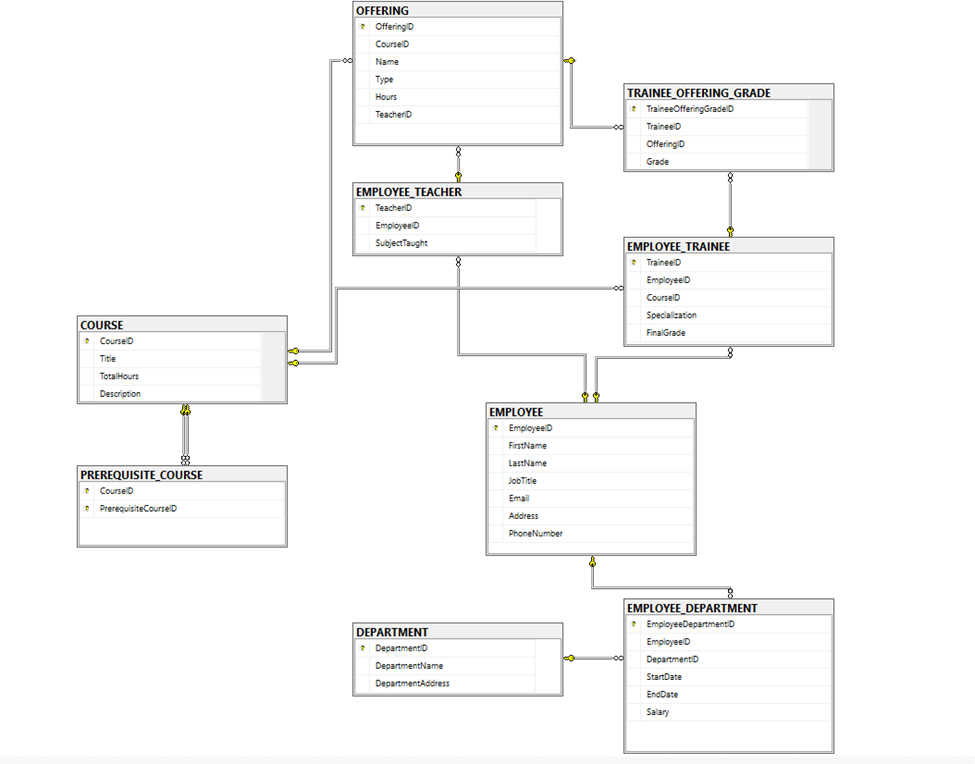 OFFERING
OfferingID
CourseID
Name
Type
Hours
TeacherID
TRAINEE_OFFERING_GRADE
TraineeOfferingGradeID
TraineeID
OfferingID
Grade
EMPLOYEE_TEACHER
TeacherID
EmployeeID
SubjectTaught
EMPLOYEE_TRAINEE
TraineeID
EmployeeID
CourseID
Specialization
FinalGrade
COURSE
CourseID
Title
TotalHours
Description
PREREQUISITE_COURSE
CourseID
PrerequisiteCourseID
EMPLOYEE
EmployeeID
FirstName
LastName
JobTitle
Email
Address
PhoneNumber
DEPARTMENT
DepartmentID
DepartmentName
DepartmentAddress
EMPLOYEE_DEPARTMENT
EmployeeDepartmentID
EmployeeID
DepartmentID
StartDate
EndDate
Salary